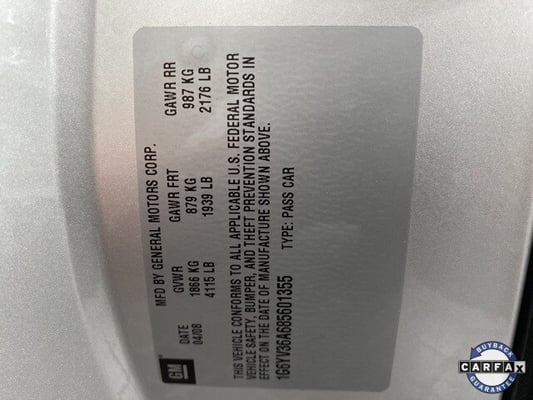 MFD BY GENERAL MOTORS CORP.
GM
DATE GVWR GAWR FRT GAWR RR
04/08 1866 KG 879 KG 987 KG
4115 LB 1939 LB 2176 LB
THIS VEHICLE CONFORMS TO ALL APPLICABLE U.S. FEDERAL MOTOR
VEHICLE SAFETY, BUMPER, AND THEFT PREVENTION STANDARDS IN
EFFECT ON THE DATE OF MANUFACTURE SHOWN ABOVE.
1G6YV36A685601355 TYPE: PASS CAR
BUYBACK
CARFAX
GUARANTEE